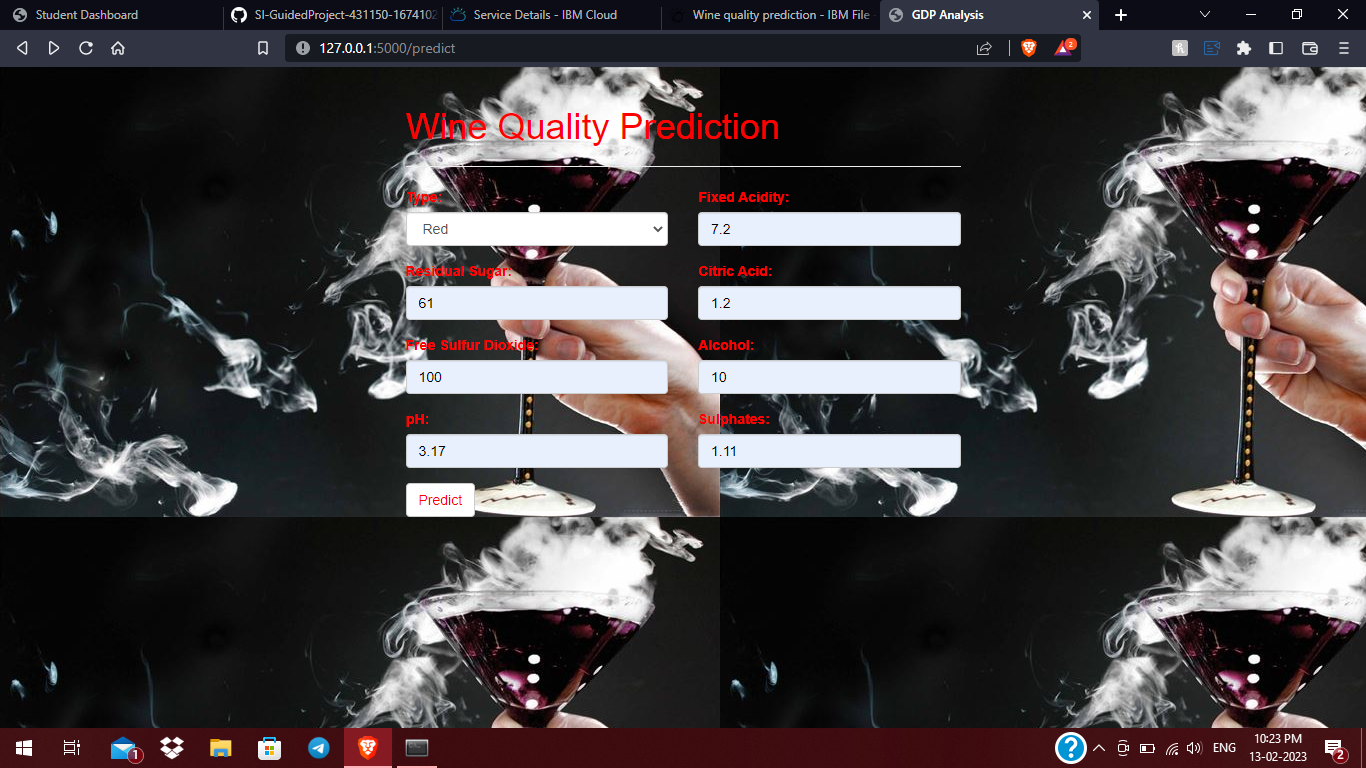 Student Dashboard
SI-GuidedProject-431150-1674102
Service Details - IBM Cloud
Wine quality prediction - IBM File
GDP Analysis
127.0.0.1:5000/predict
2
Wine Quality Prediction
Type:
Fixed Acidity:
Red
7.2
Residual Sugar:
Citric Acid:
61
1.2
Free Sulfur Dioxide:
Alcohol:
100
10
pH:
Sulphates:
3.17
1.11
Predict
1
ENG
10:23 PM
13-02-2023
2